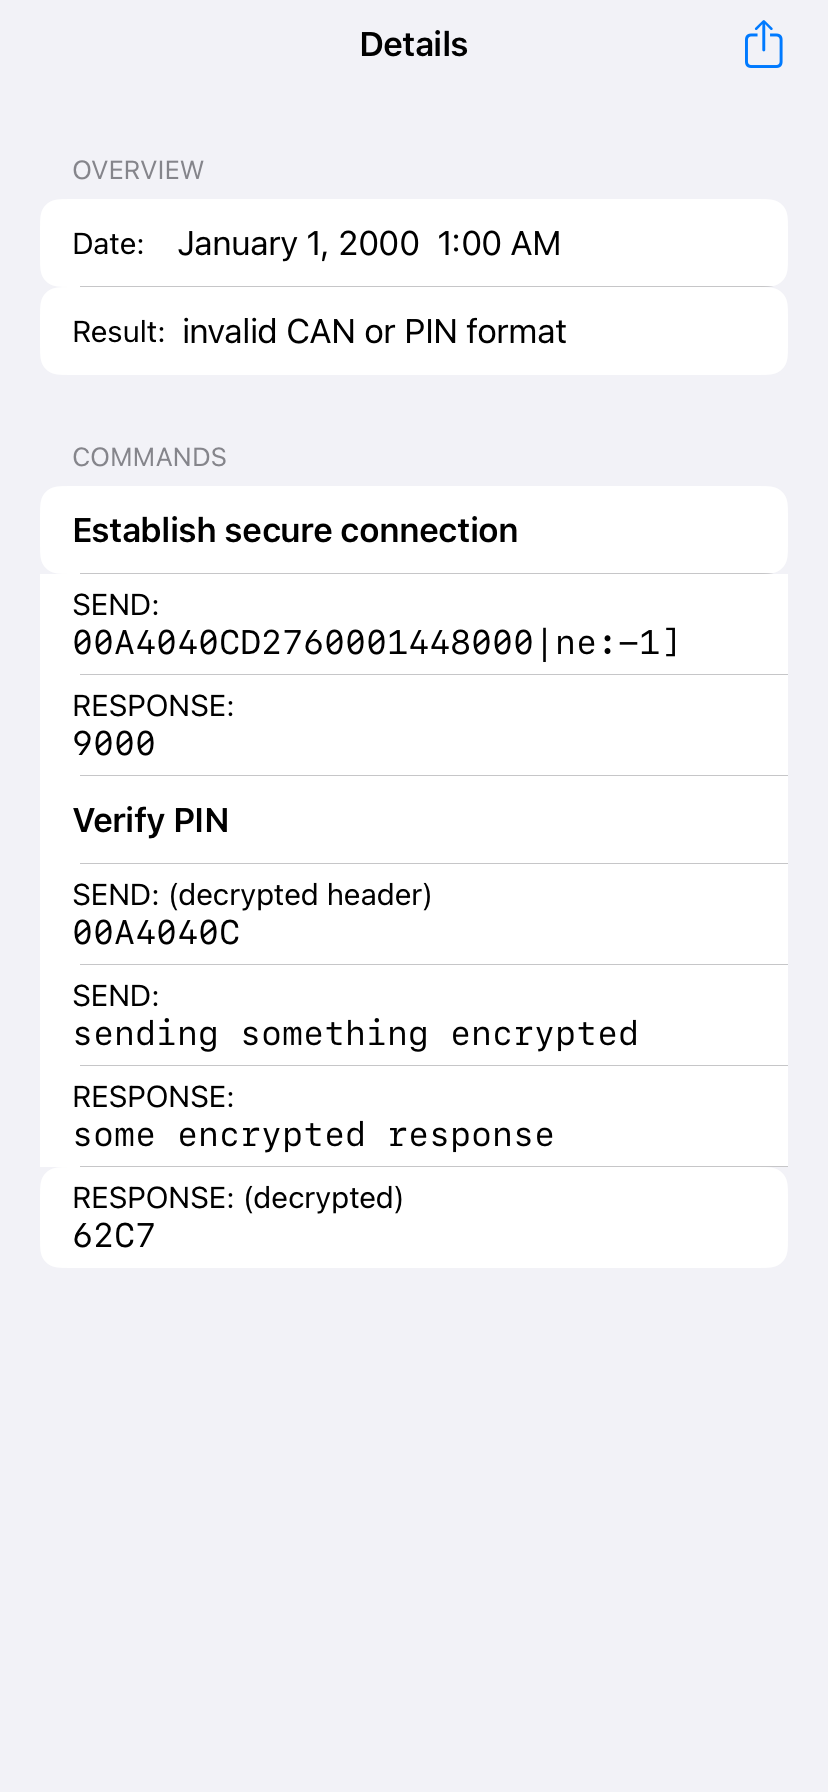 Details
OVERVIEW
Date: January 1, 2000 1:00 AM
Result: invalid CAN or PIN format
COMMANDS
Establish secure connection
SEND:
00A4040CD2760001448000|ne:-1]
RESPONSE:
9000
Verify PIN
SEND: (decrypted header)
00A4040C
SEND:
sending something encrypted
RESPONSE:
some encrypted response
RESPONSE: (decrypted)
62C7